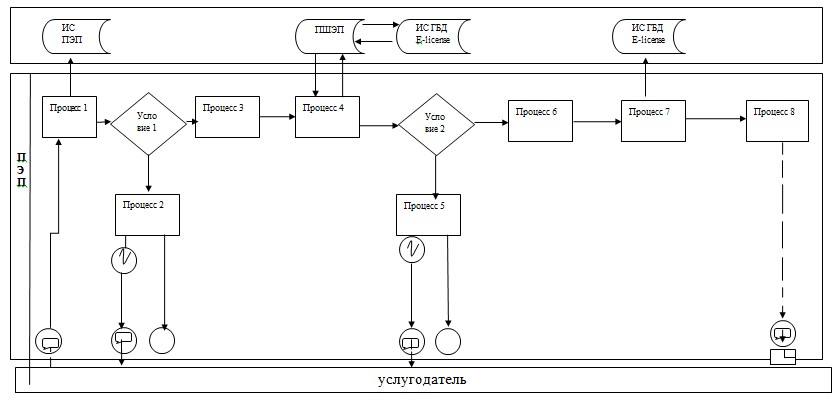 ИС
ПЭП
ПШЭП
ИС ГБД
E-license
ИС ГБД
E-license
Процесс 1
Усло
вие 1
Процесс 3
Процесс 4
Усло
вие 2
Процесс 6
Процесс 7
Процесс 8
П
Э
П
Процесс 2
Процесс 5
услугодатель